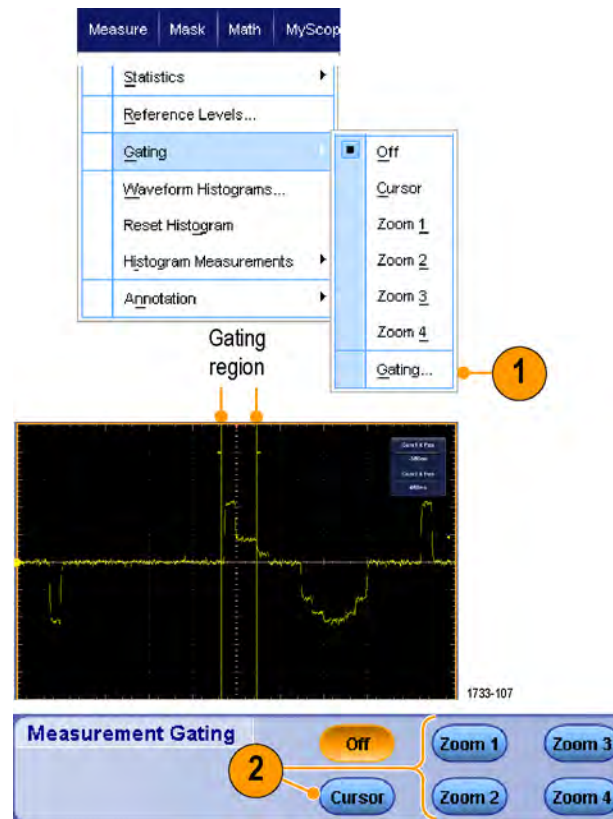 Measure Mask Math MyScop
Statistics
Reference Levels...
Gating
Waveform Histograms...
Reset Histogram
Histogram Measurements
Annotation
Off
Cursor
Zoom 1
Zoom 2
Zoom 3
Zoom 4
Gating...
1
Gating
region
1733-107
Measurement Gating
2
Off
Cursor
Zoom 1
Zoom 3
Zoom 2
Zoom 4